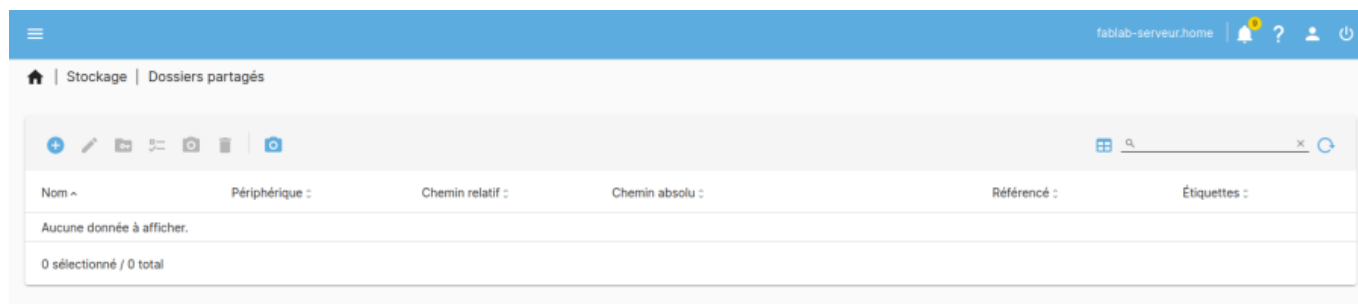 fablab-serveur.home 9 ?
Stockage | Dossiers partagés
Nom Périphérique Chemin relatif Chemin absolu Référencé Étiquettes
Aucune donnée à afficher.
0 sélectionné / 0 total